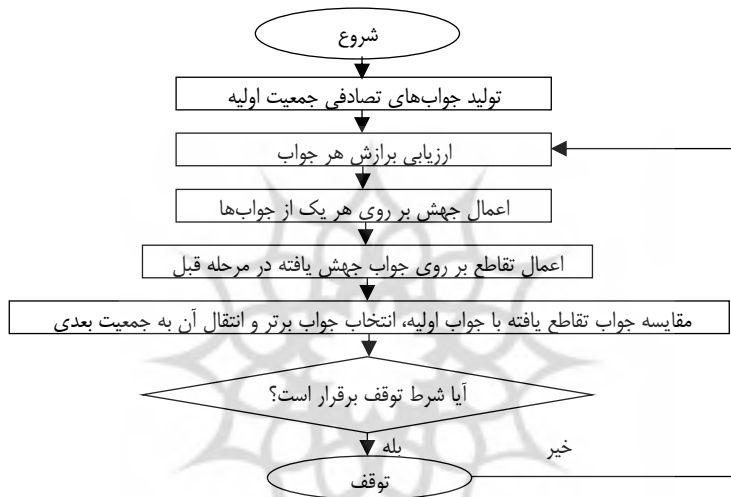 شروع
تولید جواب‌های تصادفی جمعیت اولیه
ارزیابی برازش هر جواب
اعمال جهش بر روی هر یک از جواب‌ها
اعمال تقاطع بر روی جواب جهش یافته در مرحله قبل
مقایسه جواب تقاطع یافته با جواب اولیه، انتخاب جواب برتر و انتقال آن به جمعیت بعدی
آیا شرط توقف برقرار است؟
بله
خیر
توقف